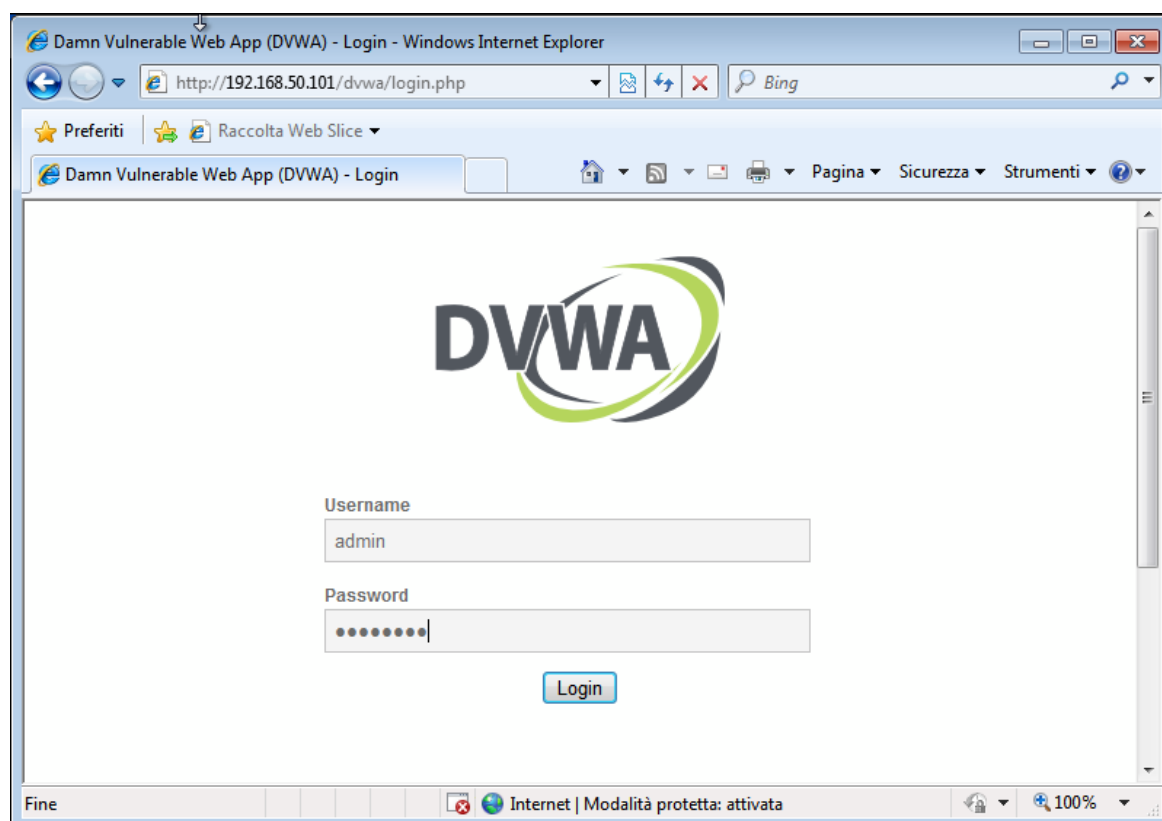 Damn Vulnerable Web App (DVWA) - Login - Windows Internet Explorer
http://192.168.50.101/dvwa/login.php
Bing
Preferiti
Raccolta Web Slice
Damn Vulnerable Web App (DVWA) - Login
Pagina
Sicurezza
Strumenti
DVWA
Username
admin
Password
••••••••
Login
Fine
Internet | Modalità protetta: attivata
100%